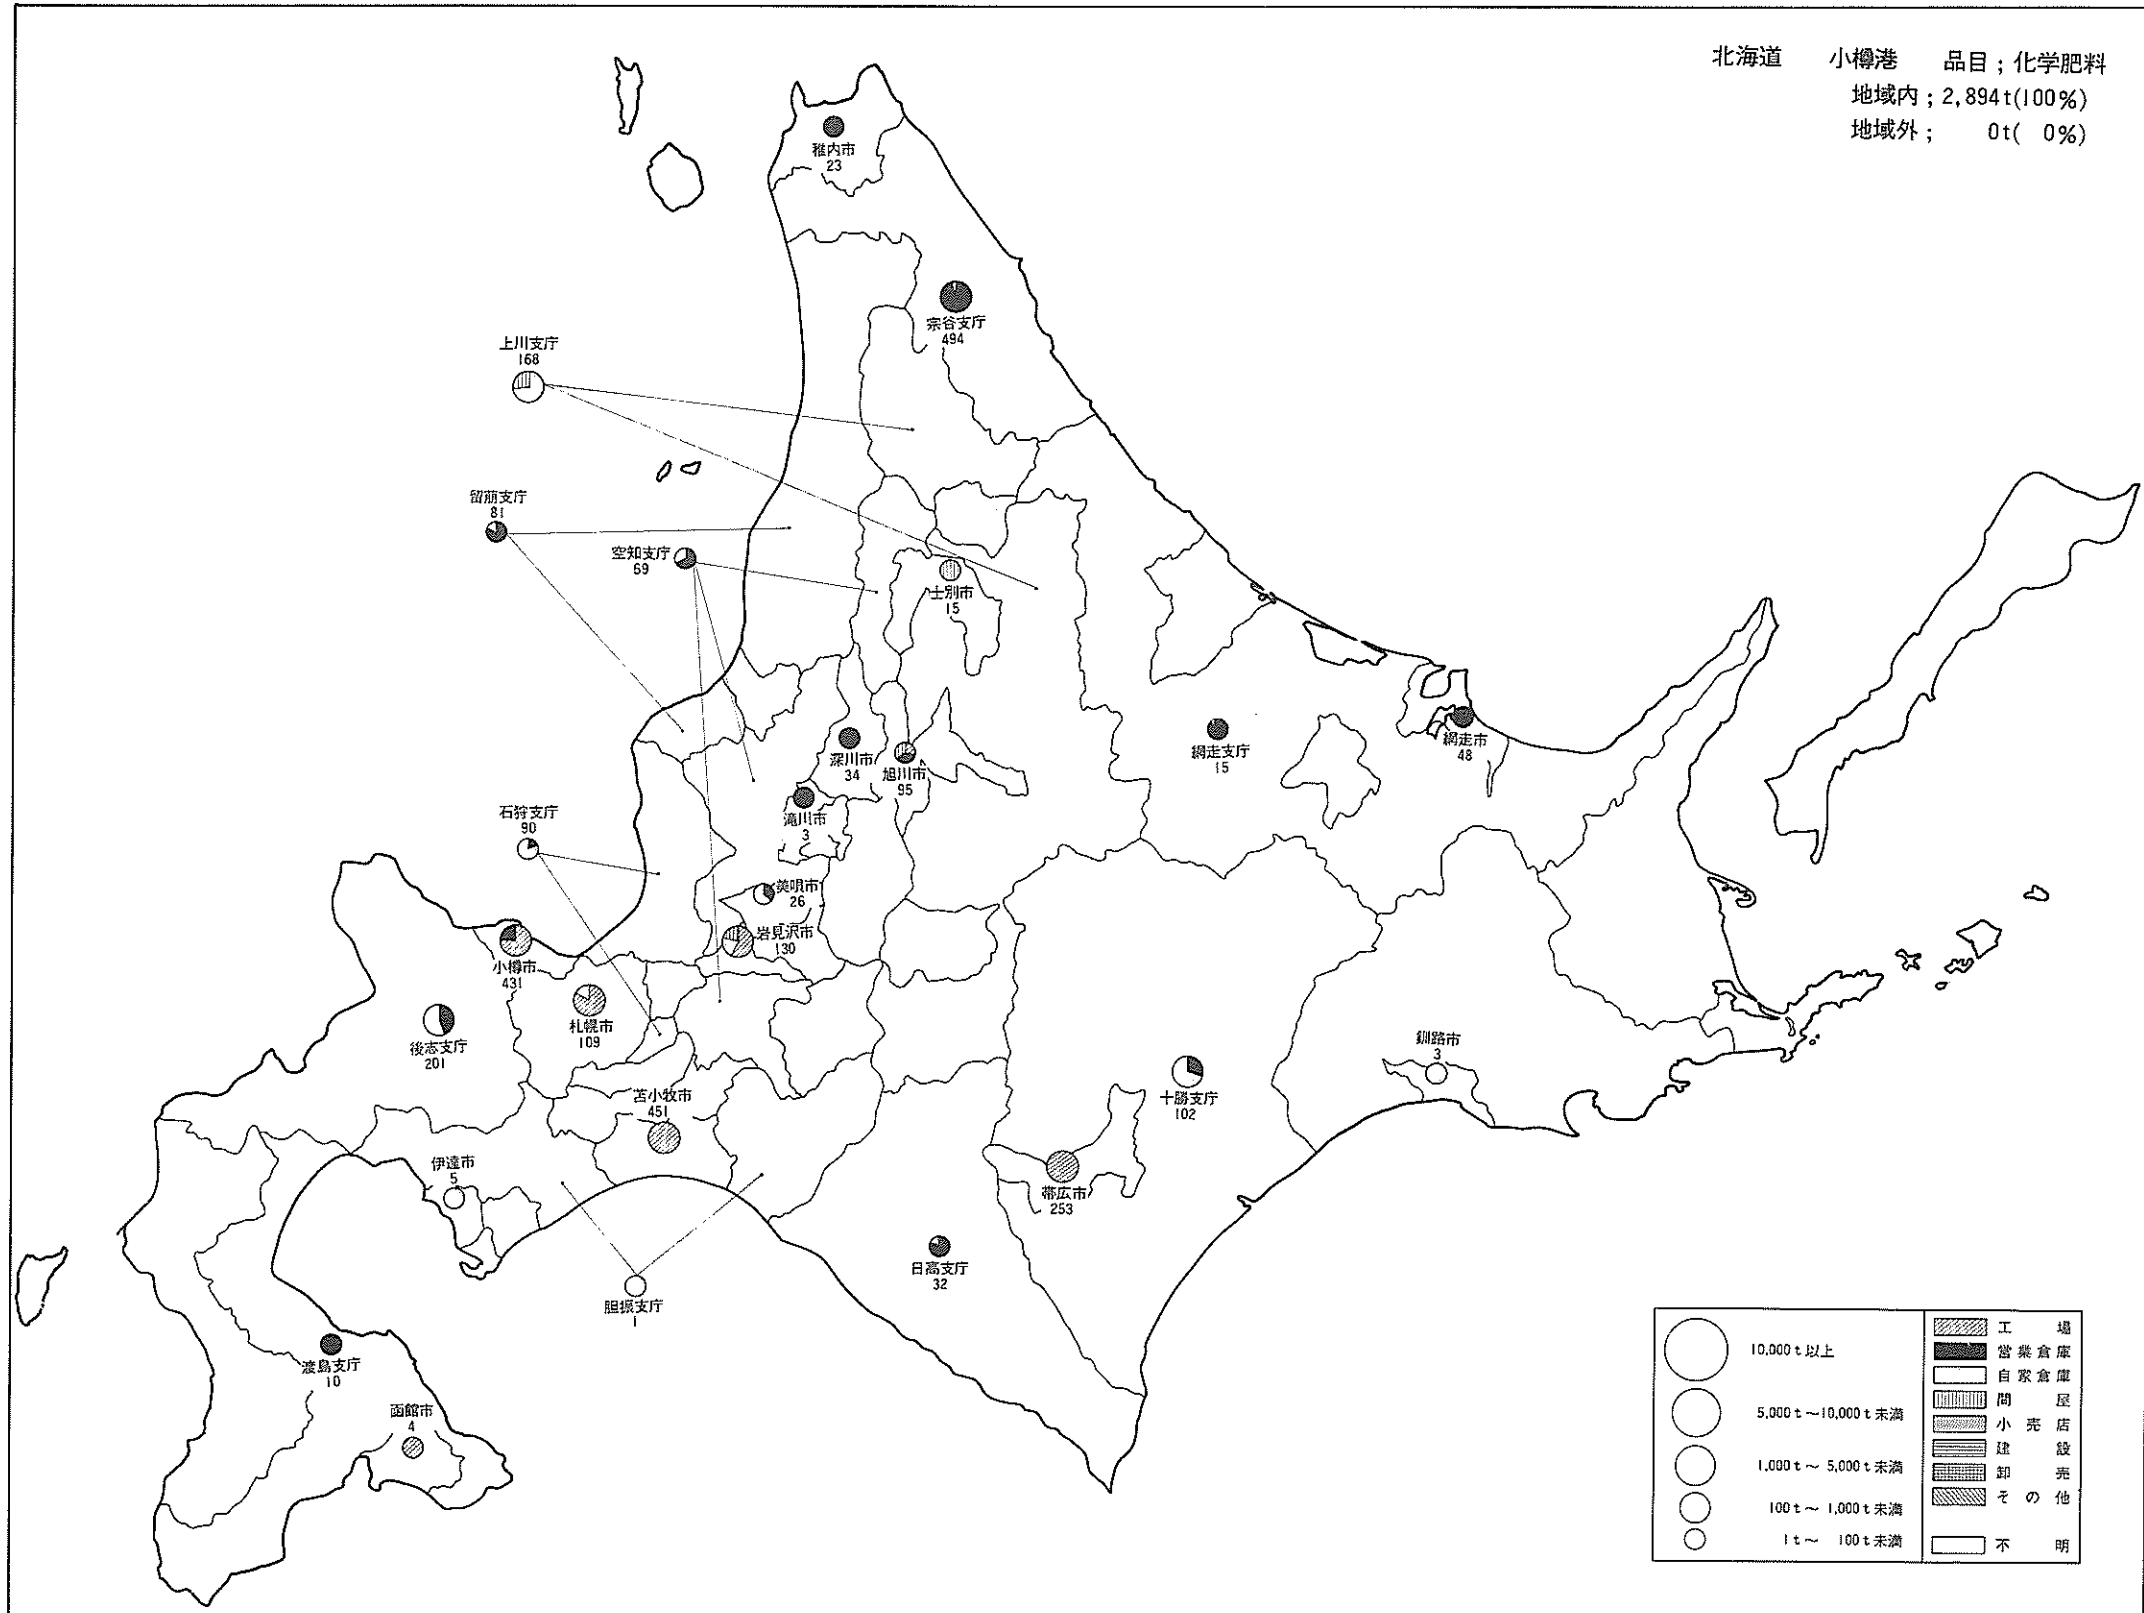 北海道 小樽港 品目；化学肥料
地域内；2,894t(100%)
地域外； 0t( 0%)
稚内市
23
宗谷支庁
494
上川支庁
168
留萠支庁
81
空知支庁
69
士別市
15
深川市
34
旭川市
95
網走支庁
15
網走市
48
滝川市
3
石狩支庁
90
美唄市
26
岩見沢市
130
小樽市
431
札幌市
109
後志支庁
201
苫小牧市
451
釧路市
3
十勝支庁
102
伊達市
5
帯広市
253
日高支庁
32
胆振支庁
1
渡島支庁
10
函館市
4
10,000t以上
5,000t～10,000t未満
1,000t～ 5,000t未満
100t～ 1,000t未満
1t～ 100t未満
工場
営業倉庫
自家倉庫
問屋
小売店
建設
卸売
その他
不明